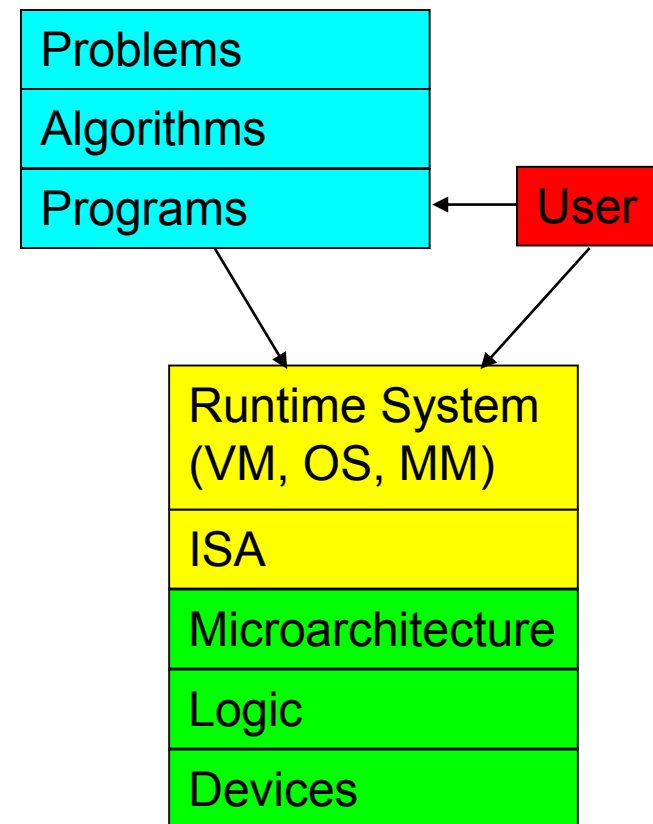 Problems
Algorithms
Programs
User
Runtime System
(VM, OS, MM)
ISA
Microarchitecture
Logic
Devices